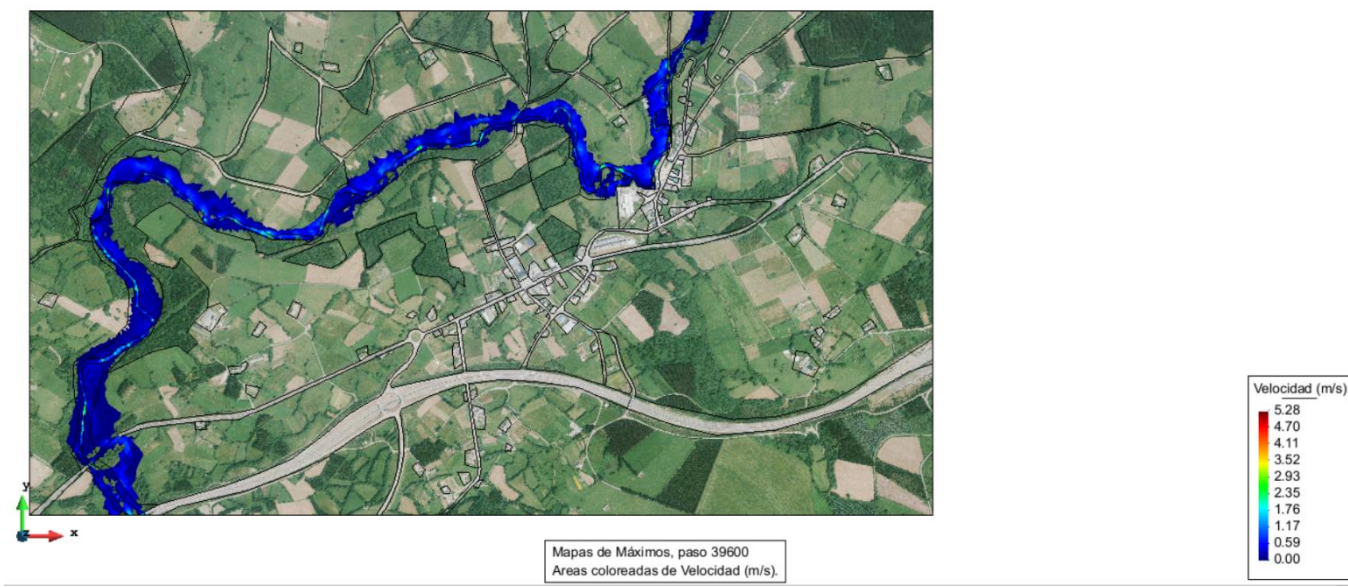 y
x
Velocidad (m/s)
5.28
4.70
4.11
3.52
2.93
2.35
1.76
1.17
0.59
0.00
Mapas de Máximos, paso 39600
Areas coloreadas de Velocidad (m/s).